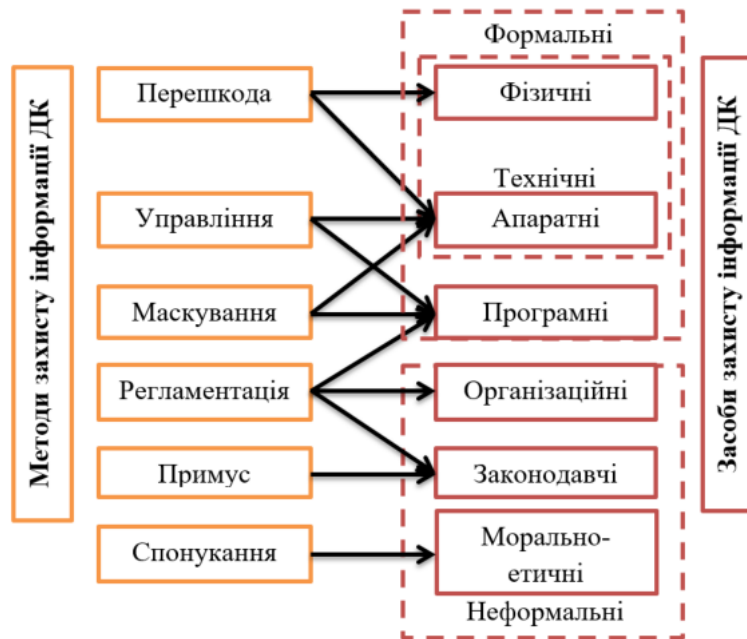 Методи захисту інформації ДК
Перешкода
Управління
Маскування
Регламентація
Примус
Спонукання
Формальні
Фізичні
Технічні
Апаратні
Програмні
Організаційні
Законодавчі
Морально-
етичні
Неформальні
Засоби захисту інформації ДК